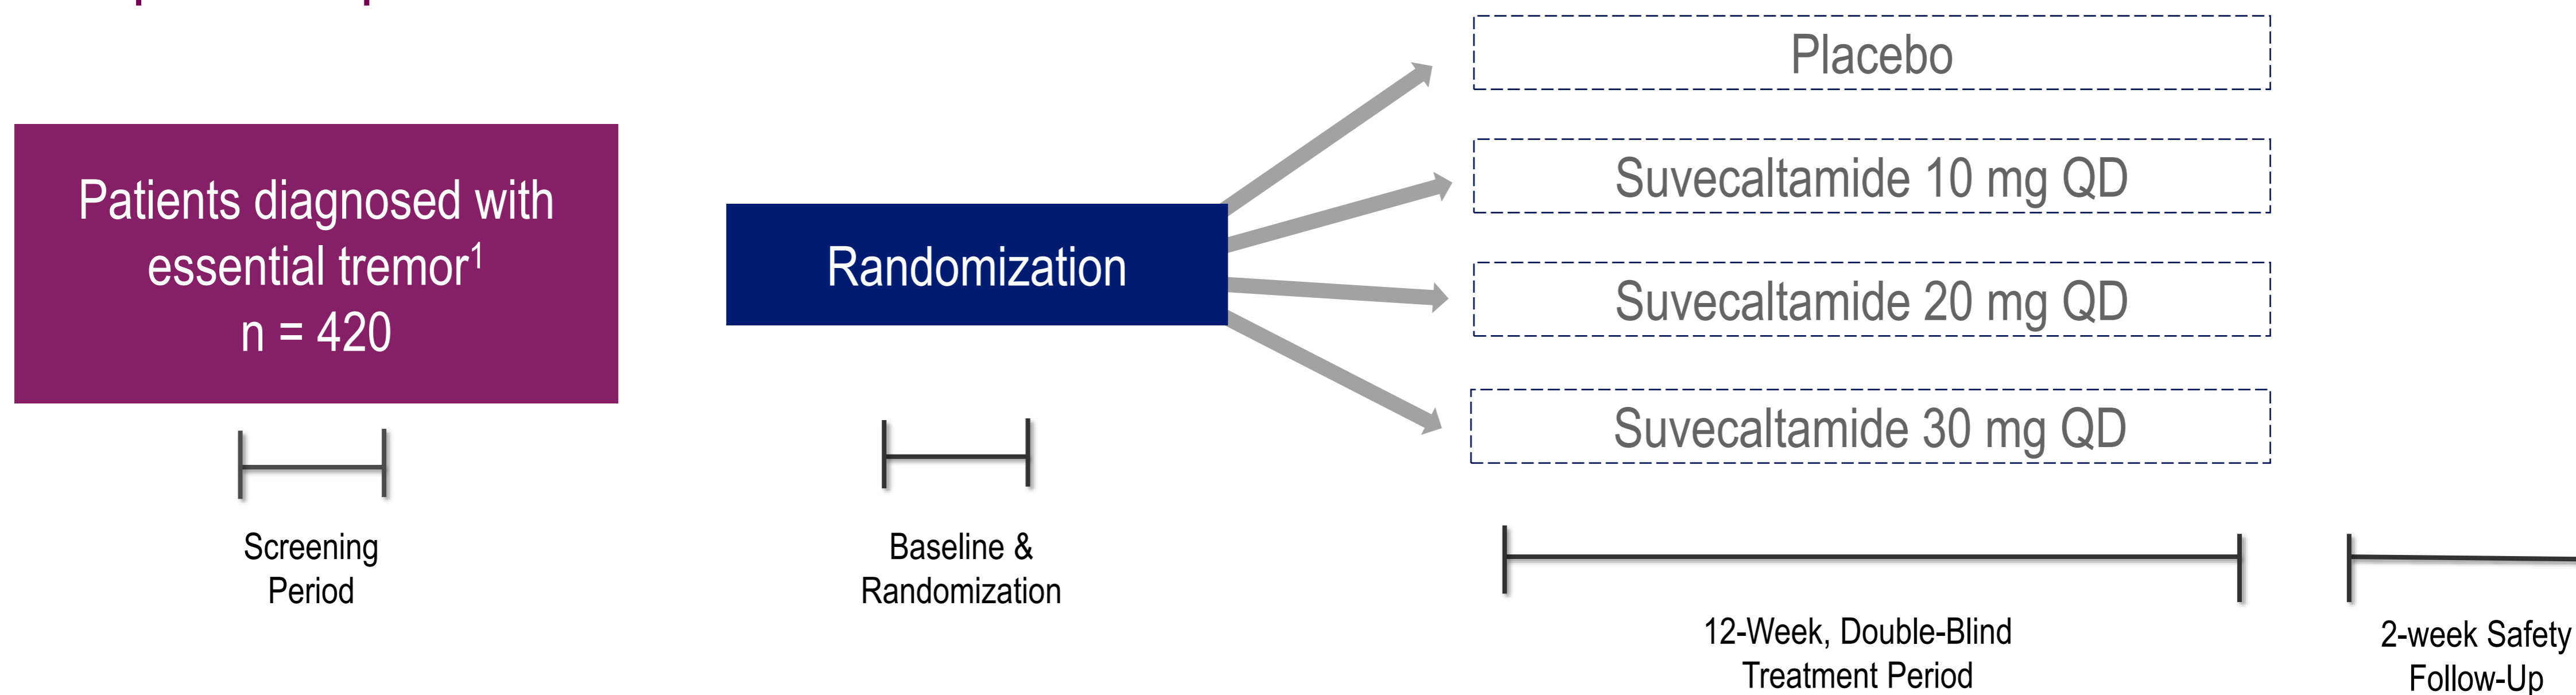 Patients diagnosed with
essential tremor¹
n = 420
Randomization
Placebo
Suvecaltamide 10 mg QD
Suvecaltamide 20 mg QD
Suvecaltamide 30 mg QD
Screening
Period
Baseline &
Randomization
12-Week, Double-Blind
Treatment Period
2-week Safety
Follow-Up